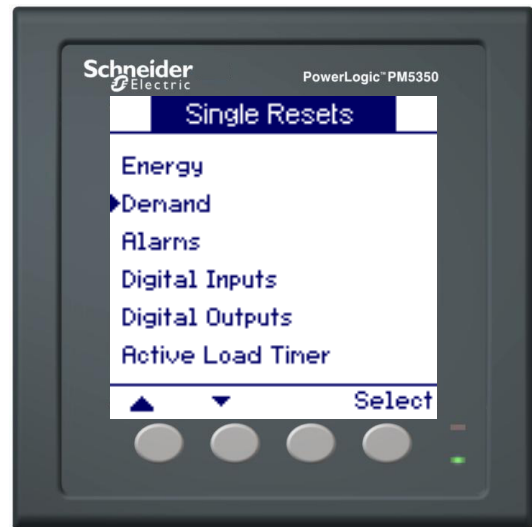 Schneider
Electric
PowerLogic™ PM5350
Single Resets
Energy
Demand
Alarms
Digital Inputs
Digital Outputs
Active Load Timer
Select